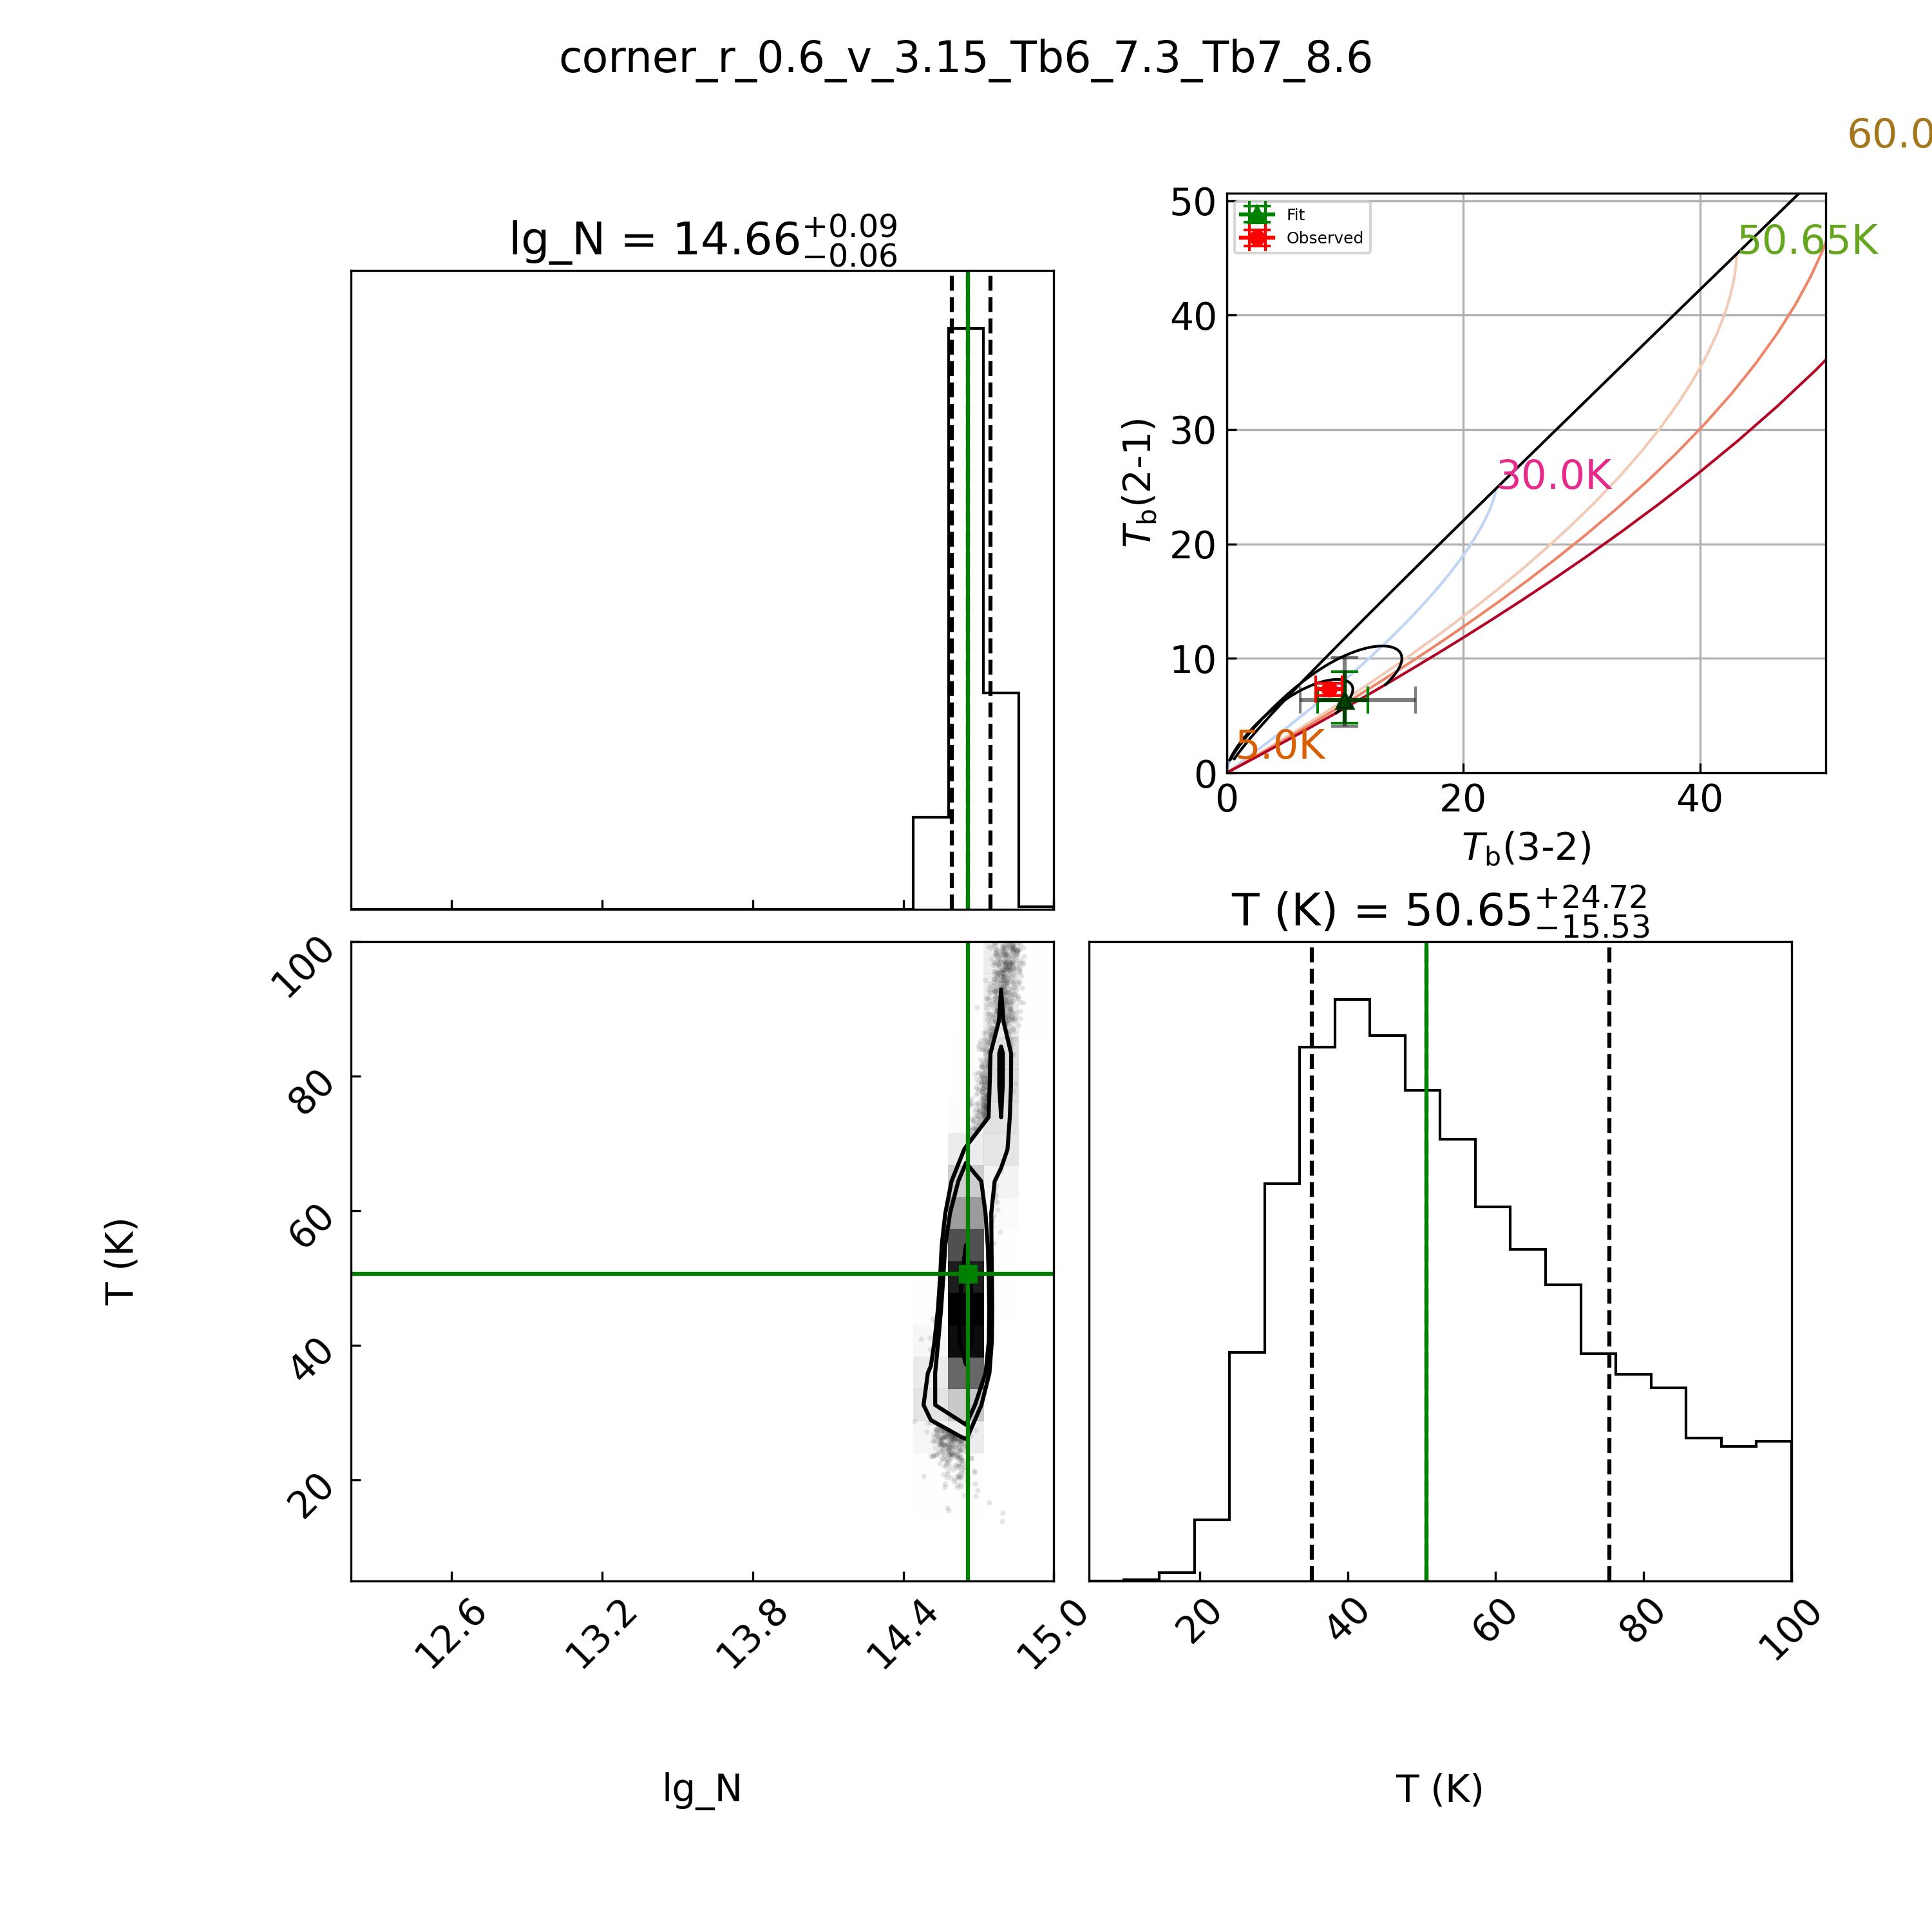 corner_r_0.6_v_3.15_Tb6_7.3_Tb7_8.6
60.0
lg_N = 14.66 +0.09 −0.06
50
40
30
20
10
0
T_b(2-1)
Fit
Observed
50.65K
30.0K
5.0K
0 20 40
T_b(3-2)
T (K) = 50.65 +24.72 −15.53
100
80
60
40
20
T (K)
12.6 13.2 13.8 14.4 15.0
20 40 60 80 100
lg_N
T (K)